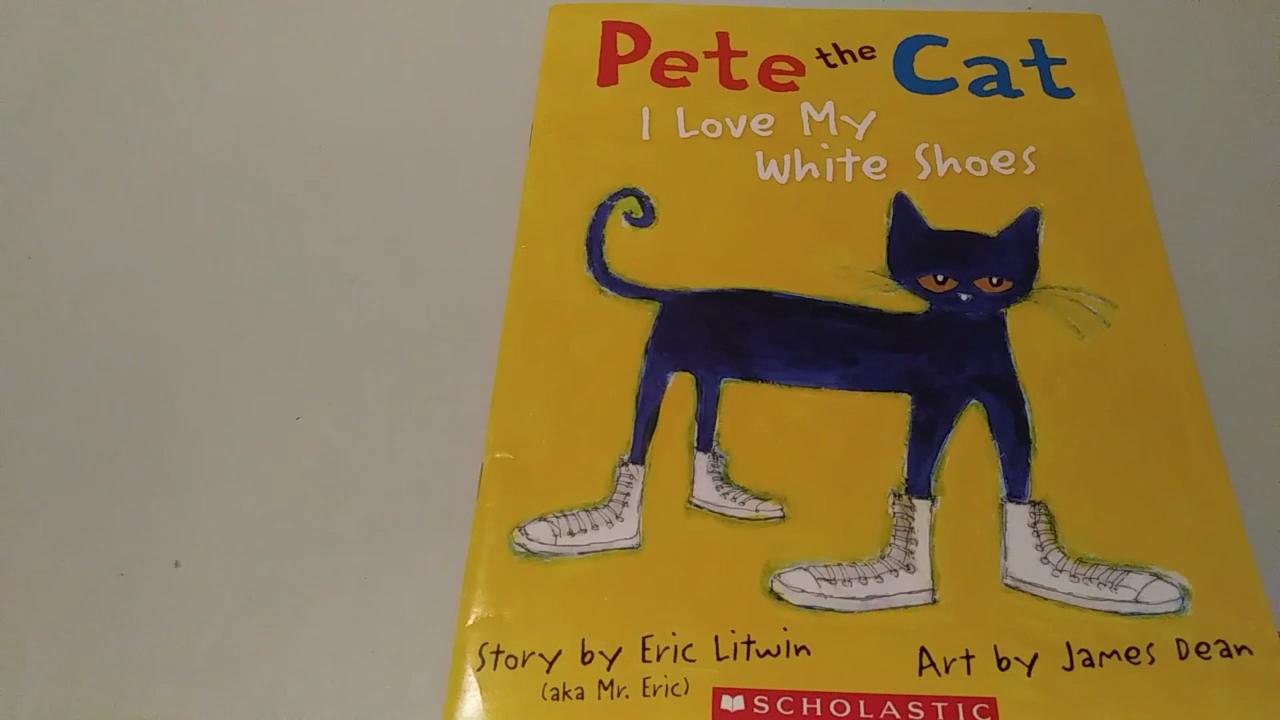 Pete the Cat
I Love My
White Shoes
Story by Eric Litwin
(aka Mr. Eric)
Art by James Dean
SCHOLASTIC